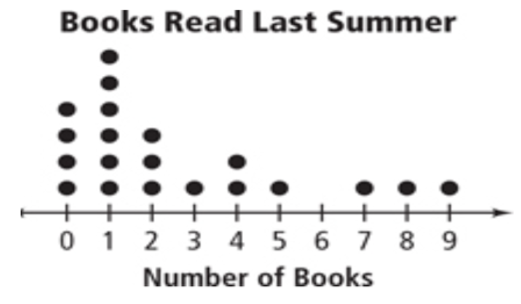 Books Read Last Summer
0 1 2 3 4 5 6 7 8 9
Number of Books